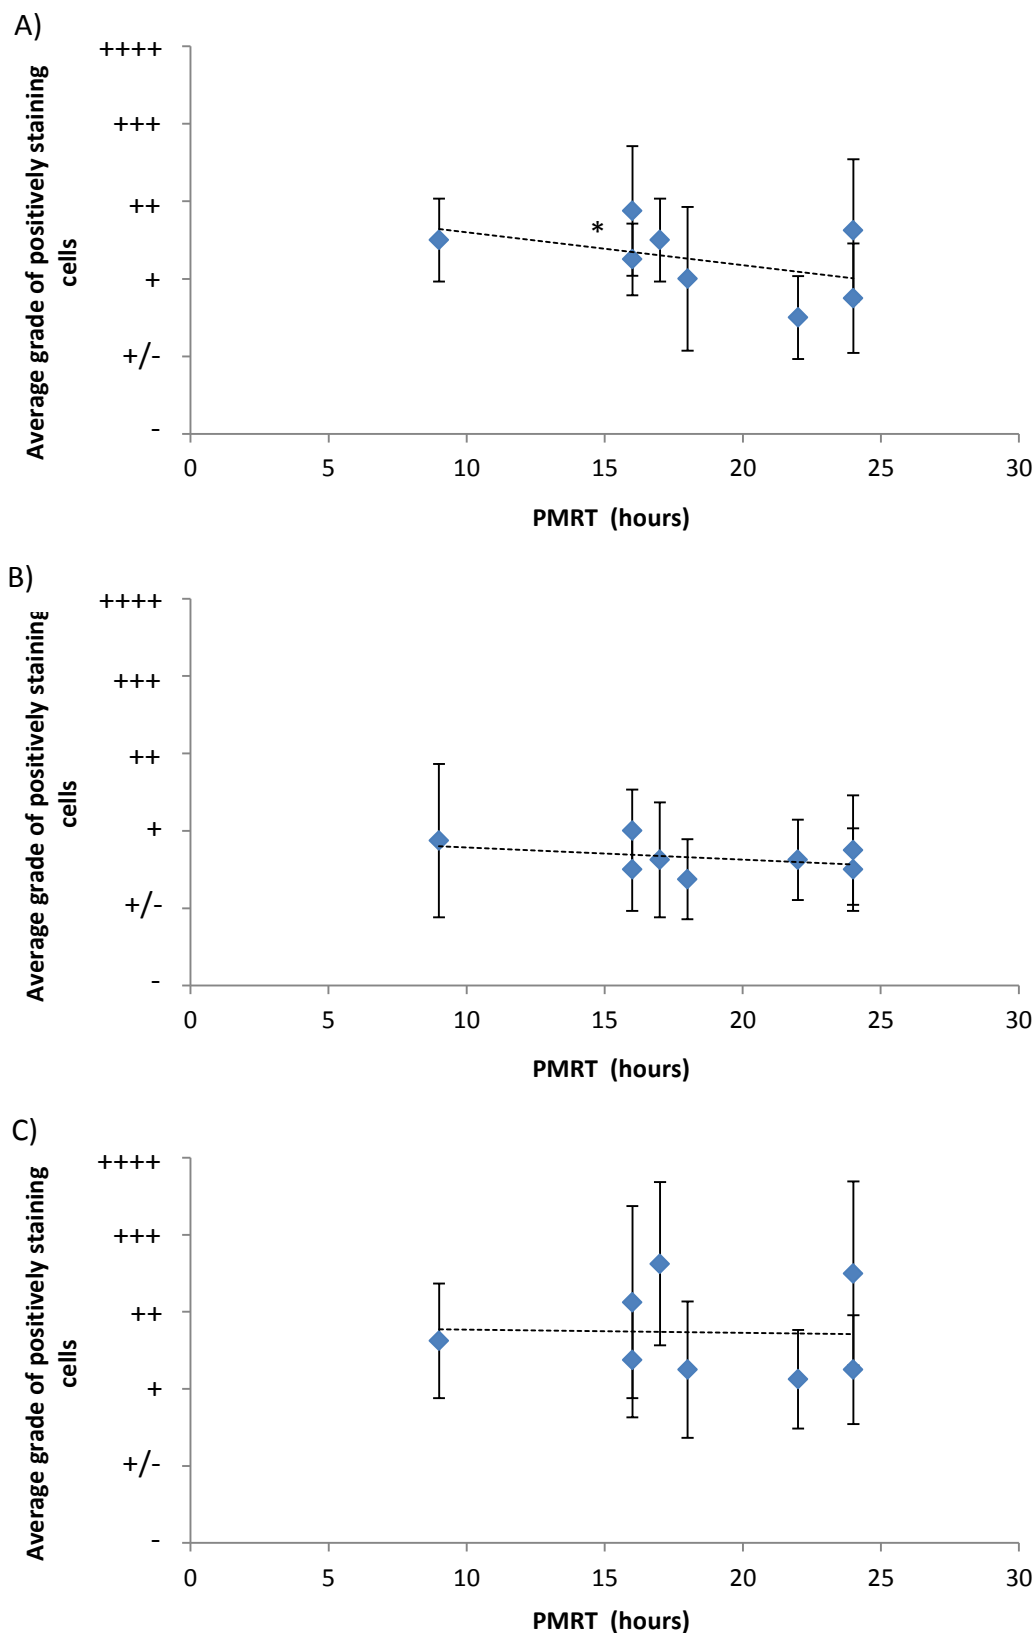 A)
Average grade of positively staining
cells
++++
+++
++
+
+/-
-
*
0 5 10 15 20 25 30
PMRT (hours)
B)
Average grade of positively staining
cells
++++
+++
++
+
+/-
-
0 5 10 15 20 25 30
PMRT (hours)
C)
Average grade of positively staining
cells
++++
+++
++
+
+/-
-
0 5 10 15 20 25 30
PMRT (hours)